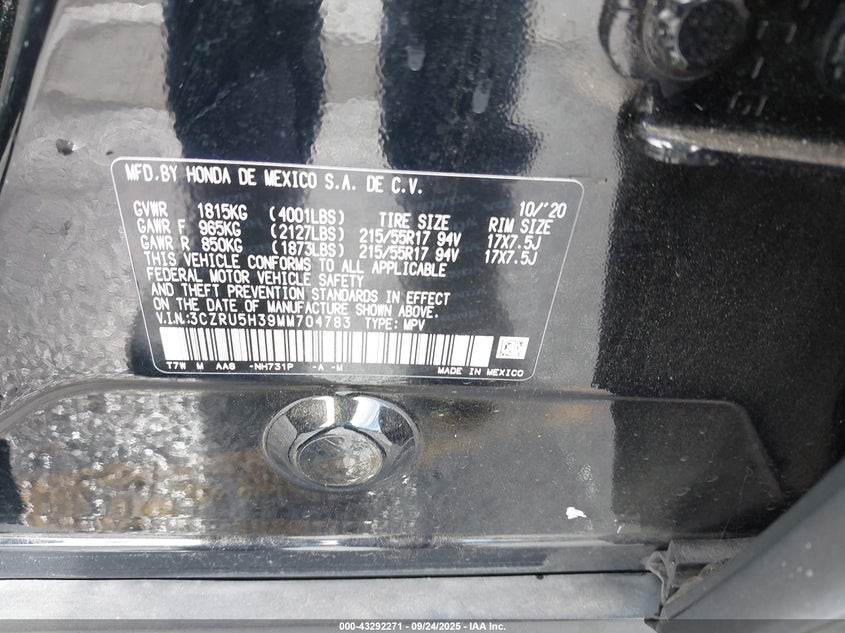 MFD.BY HONDA DE MEXICO S.A. DE C.V.
10/'20
GVWR 1815KG (4001LBS) TIRE SIZE RIM SIZE
GAWR F 965KG (2127LBS) 215/55R17 94V 17X7.5J
GAWR R 850KG (1873LBS) 215/55R17 94V 17X7.5J
THIS VEHICLE CONFORMS TO ALL APPLICABLE
FEDERAL MOTOR VEHICLE SAFETY
AND THEFT PREVENTION STANDARDS IN EFFECT
ON THE DATE OF MANUFACTURE SHOWN ABOVE.
V.I.N:3CZRU5H39MM704783 TYPE: MPV
T7W M AA8 -NH731P -A -M MADE IN MEXICO
000-43292271 - 09/24/2025 - IAA Inc.